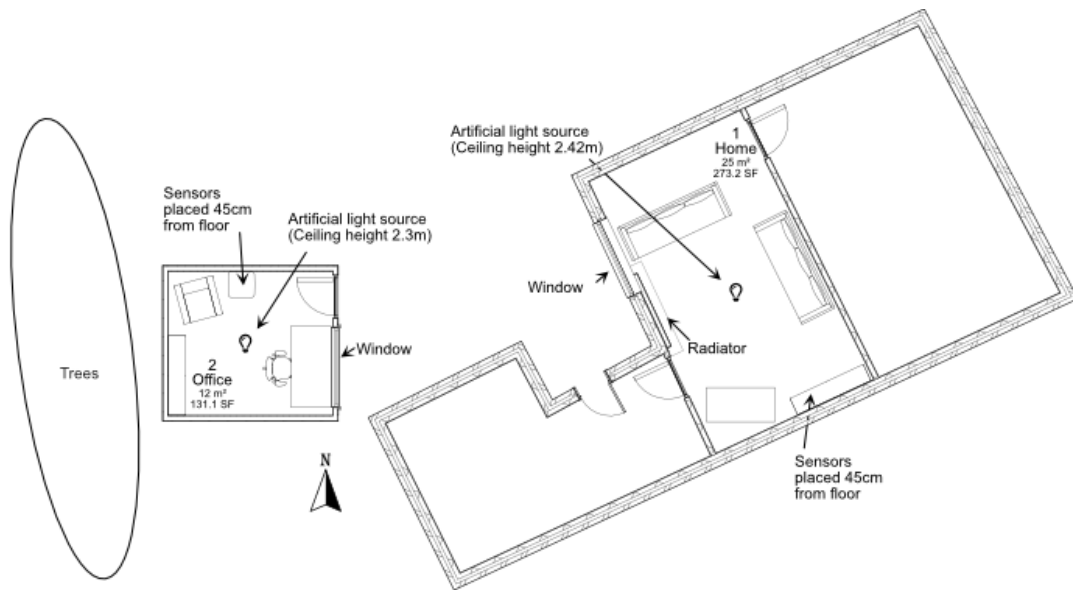 Artificial light source
(Ceiling height 2.42m)
1
Home
25 m²
273.2 SF
Sensors
placed 45cm
from floor
Artificial light source
(Ceiling height 2.3m)
Window
Window
Radiator
2
Office
12 m²
131.1 SF
Trees
N
Sensors
placed 45cm
from floor